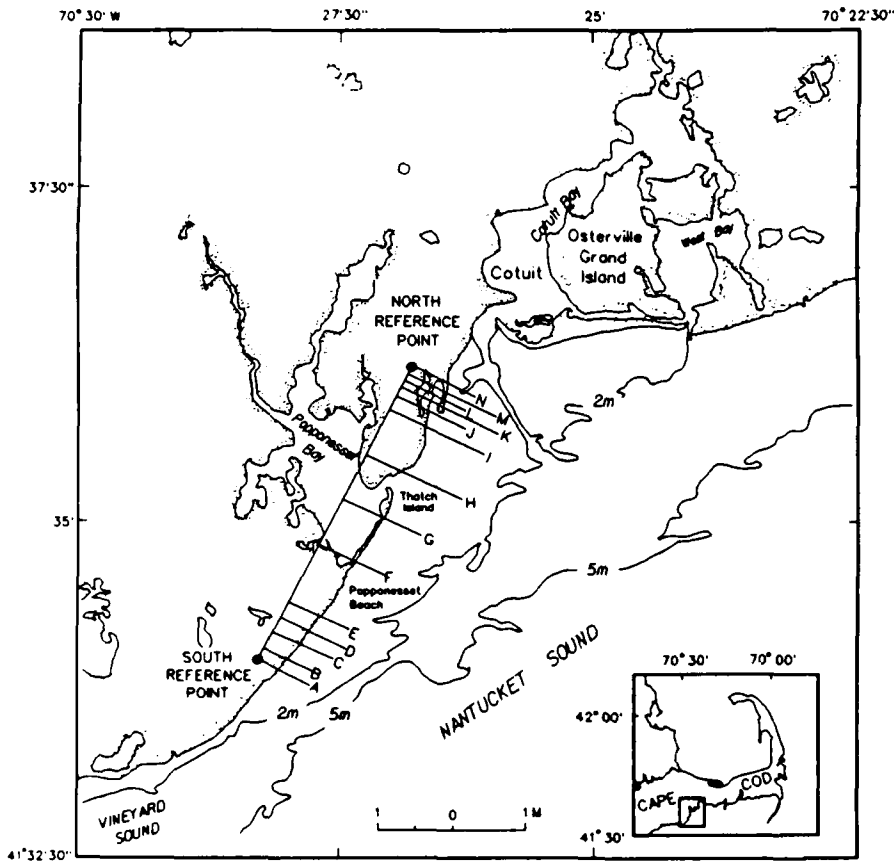 70° 30' W
27'30"
25'
70° 22'30"
37'30"
Cotuit Bay
Osterville
Grand
Island
West Bay
Cotuit
NORTH
REFERENCE
POINT
2m
N
M
L
K
J
I
Popponesset
Bay
H
Thatch
Island
35'
G
F
5m
Popponesset
Beach
E
D
C
B
A
SOUTH
REFERENCE
POINT
NANTUCKET SOUND
2m
5m
70°30'
70°00'
42°00'
CAPE
COD
41°30'
VINEYARD
SOUND
1
0
1 M
41° 32'30"